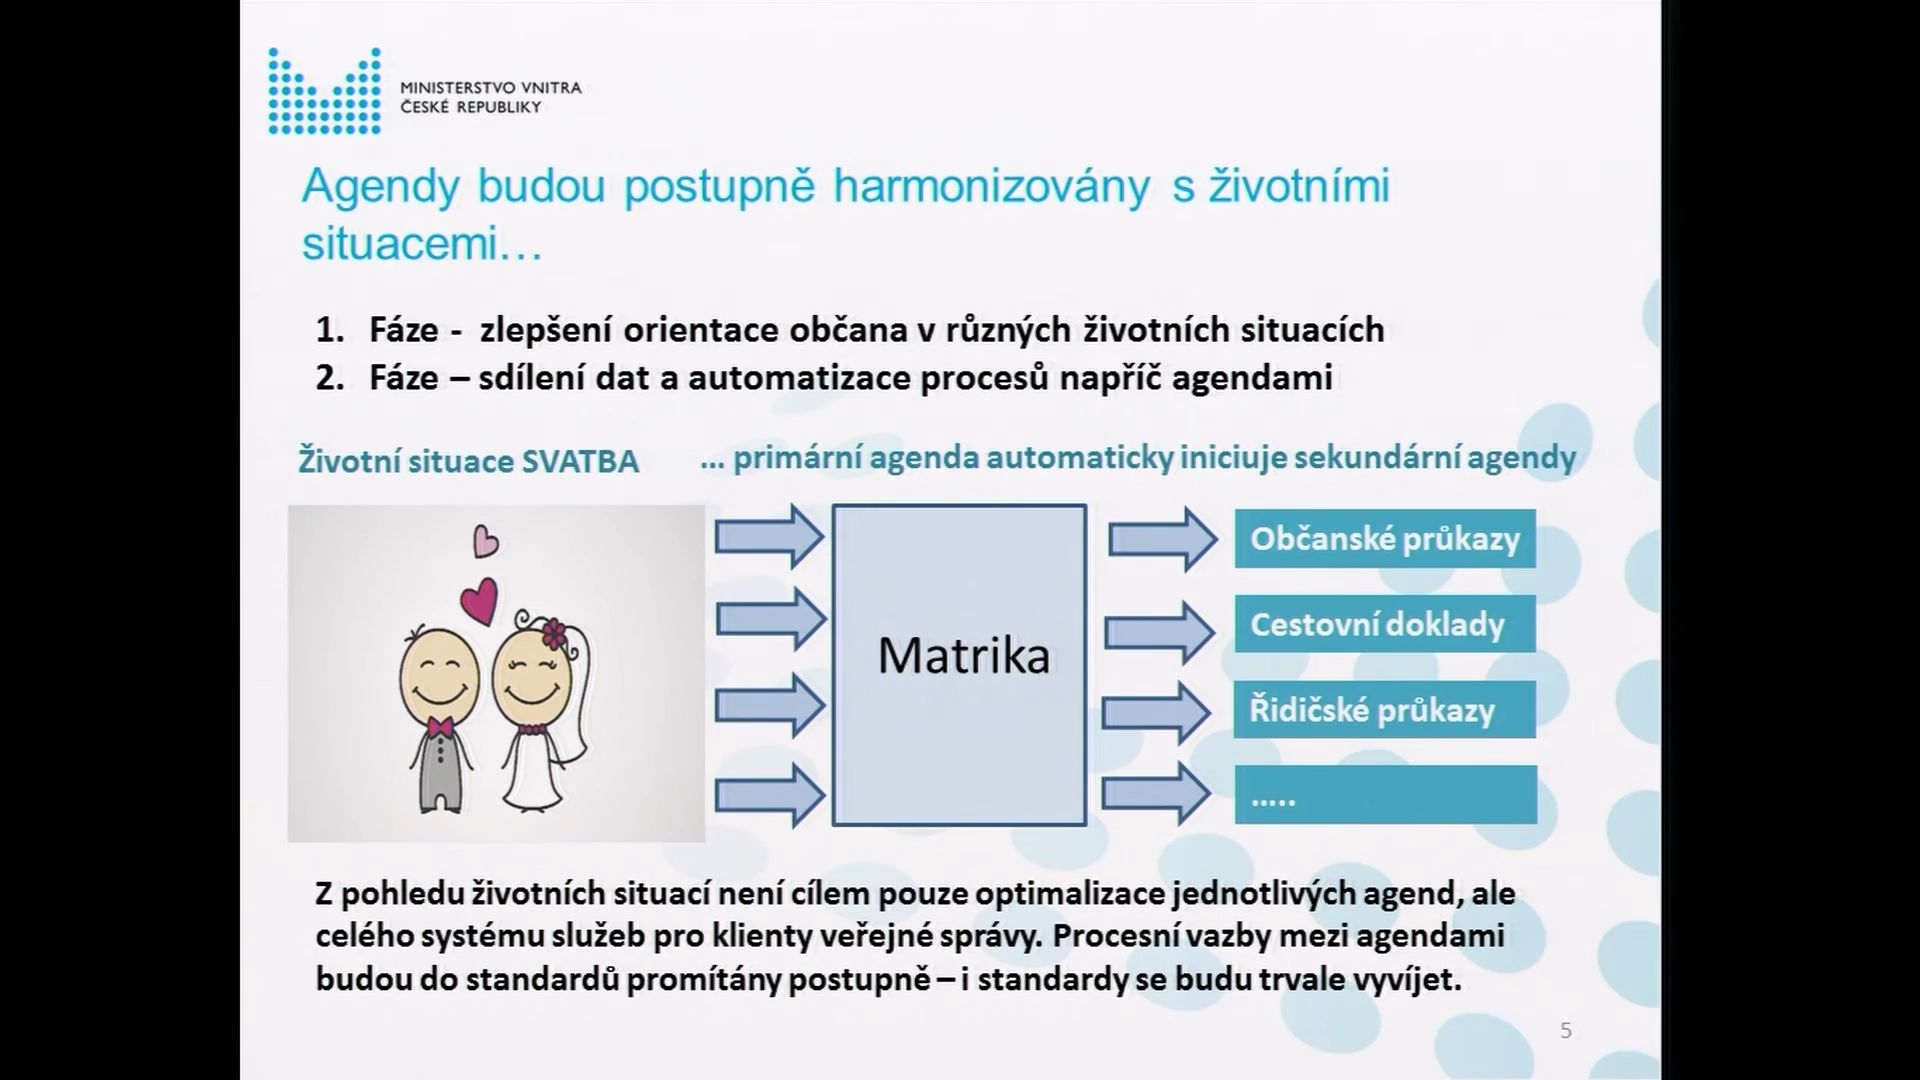 MINISTERSTVO VNITRA
ČESKÉ REPUBLIKY
Agendy budou postupně harmonizovány s životními
situacemi…
1. Fáze - zlepšení orientace občana v různých životních situacích
2. Fáze – sdílení dat a automatizace procesů napříč agendami
Životní situace SVATBA
... primární agenda automaticky iniciuje sekundární agendy
Matrika
Občanské průkazy
Cestovní doklady
Řidičské průkazy
.....
Z pohledu životních situací není cílem pouze optimalizace jednotlivých agend, ale
celého systému služeb pro klienty veřejné správy. Procesní vazby mezi agendami
budou do standardů promítány postupně – i standardy se budu trvale vyvíjet.
5